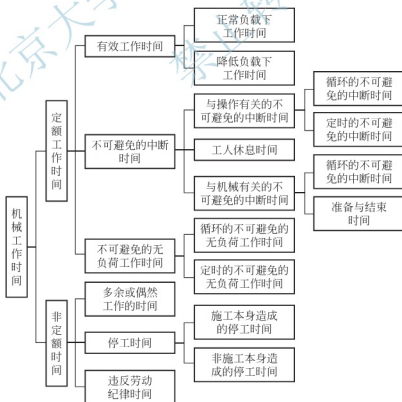 正常负载下
工作时间
有效工作时间
降低负载下
工作时间
循环的不可避
免的中断时间
与操作有关的不
可避免的中断时间
定时的不可避
免的中断时间
定额工作时间
不可避免的中断
时间
工人休息时间
循环的不可避
免的中断时间
与机械有关的不
可避免的中断时间
准备与结束
时间
机械工作时间
循环的不可避免的
无负荷工作时间
不可避免的无
负荷工作时间
定时的不可避免的
无负荷工作时间
多余或偶然
工作的时间
非定额时间
施工本身造成
的停工时间
停工时间
非施工本身造
成的停工时间
违反劳动
纪律时间
北京大学
禁止